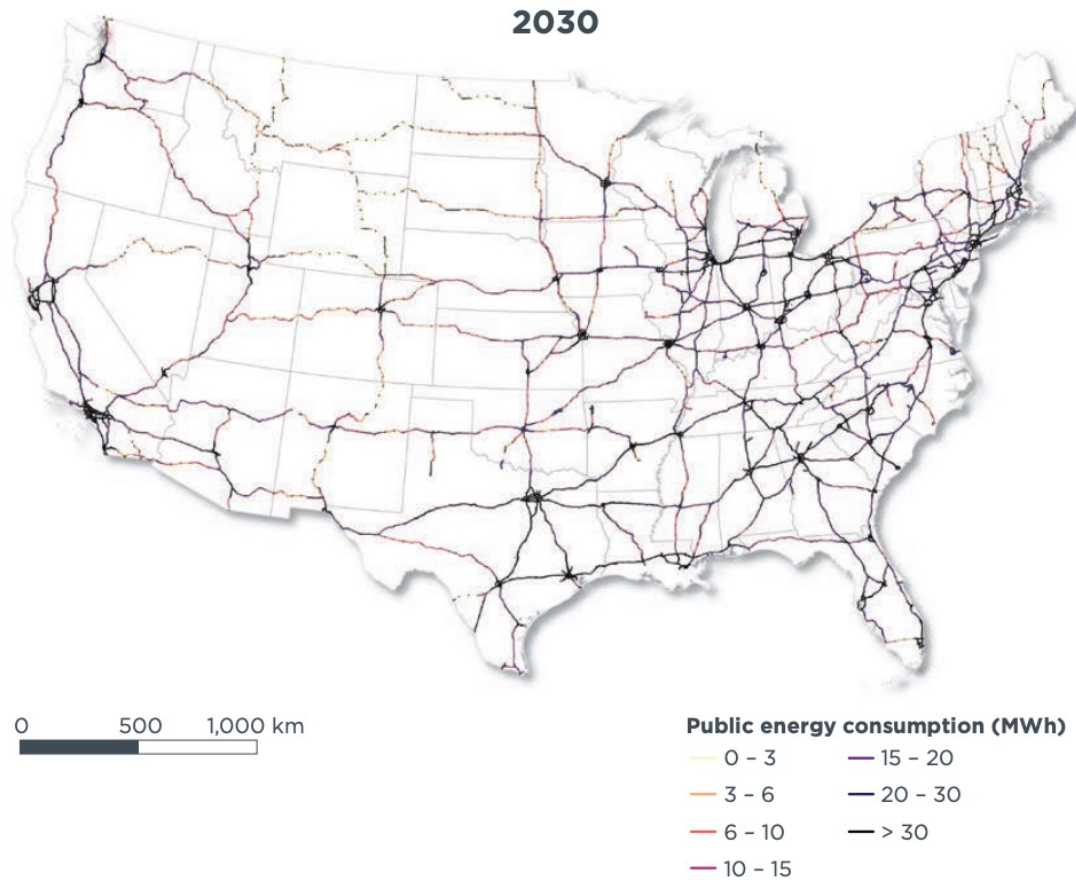 2030
0 500 1,000 km
Public energy consumption (MWh)
0 – 3
3 – 6
6 – 10
10 – 15
15 – 20
20 – 30
> 30